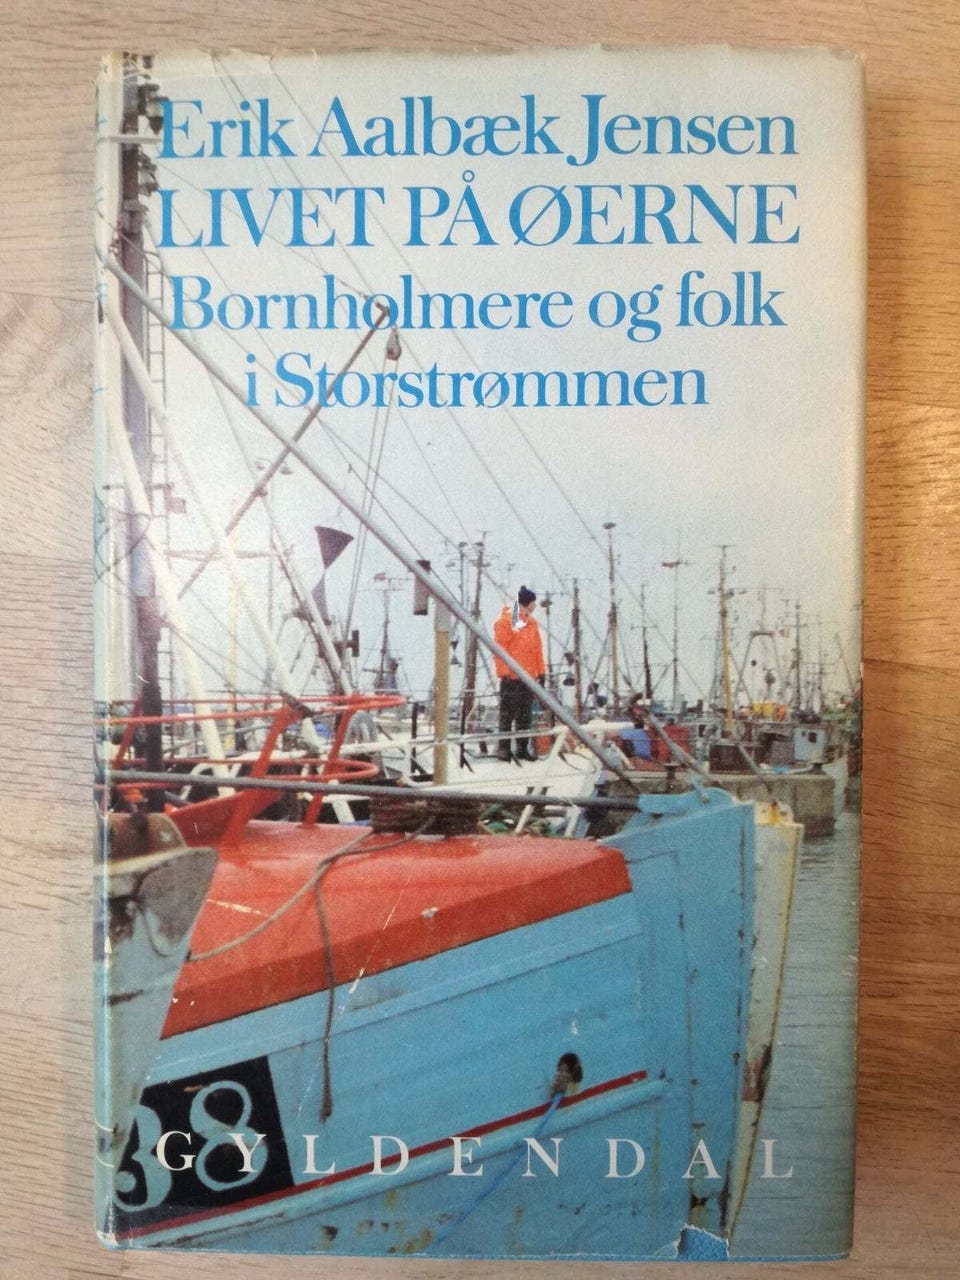 Erik Aalbæk Jensen
LIVET PÅ ØERNE
Bornholmere og folk
i Storstrømmen
38
GYLDENDAL